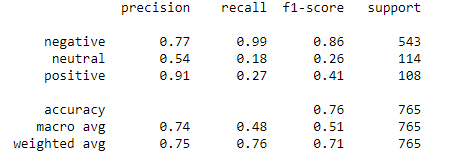 precision recall f1-score support
negative 0.77 0.99 0.86 543
neutral 0.54 0.18 0.26 114
positive 0.91 0.27 0.41 108
accuracy 0.76 765
macro avg 0.74 0.48 0.51 765
weighted avg 0.75 0.76 0.71 765